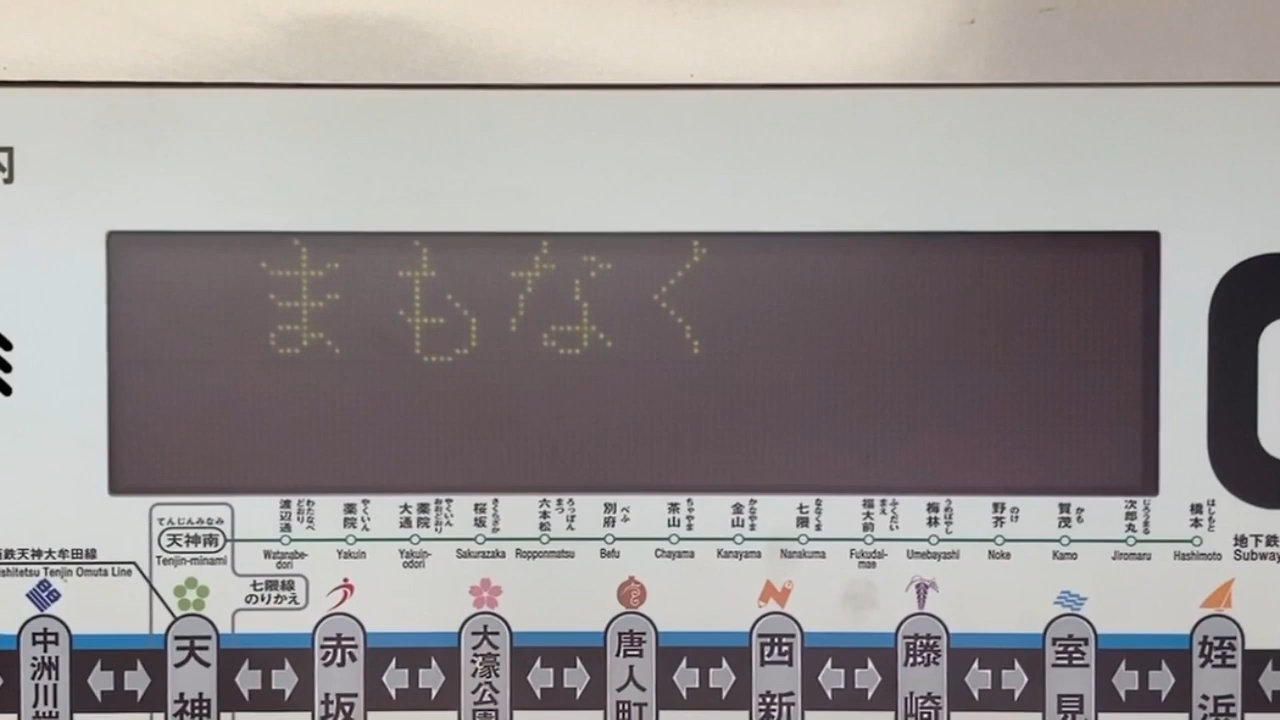 内
まもなく
わたなべどおり やくいん やくいんおおどおり さくらざか ろっぽんまつ べふ ちゃやま かなやま ななくま ふくだいまえ うめばやし のけ かも じろうまる はしもと
渡辺通 薬院 薬院大通 桜坂 六本松 別府 茶山 金山 七隈 福大前 梅林 野芥 賀茂 次郎丸 橋本
てんじんみなみ
天神南
Tenjin-minami Watanabe-dori Yakuin Yakuin-odori Sakurazaka Ropponmatsu Befu Chayama Kanayama Nanakuma Fukudai-mae Umebayashi Noke Kamo Jiromaru Hashimoto
地下鉄
Subway
鉄天神大牟田線
shitetsu Tenjin Omuta Line
七隈線
のりかえ
中洲川端 天神 赤坂 大濠公園 唐人町 西新 藤崎 室見 姪浜